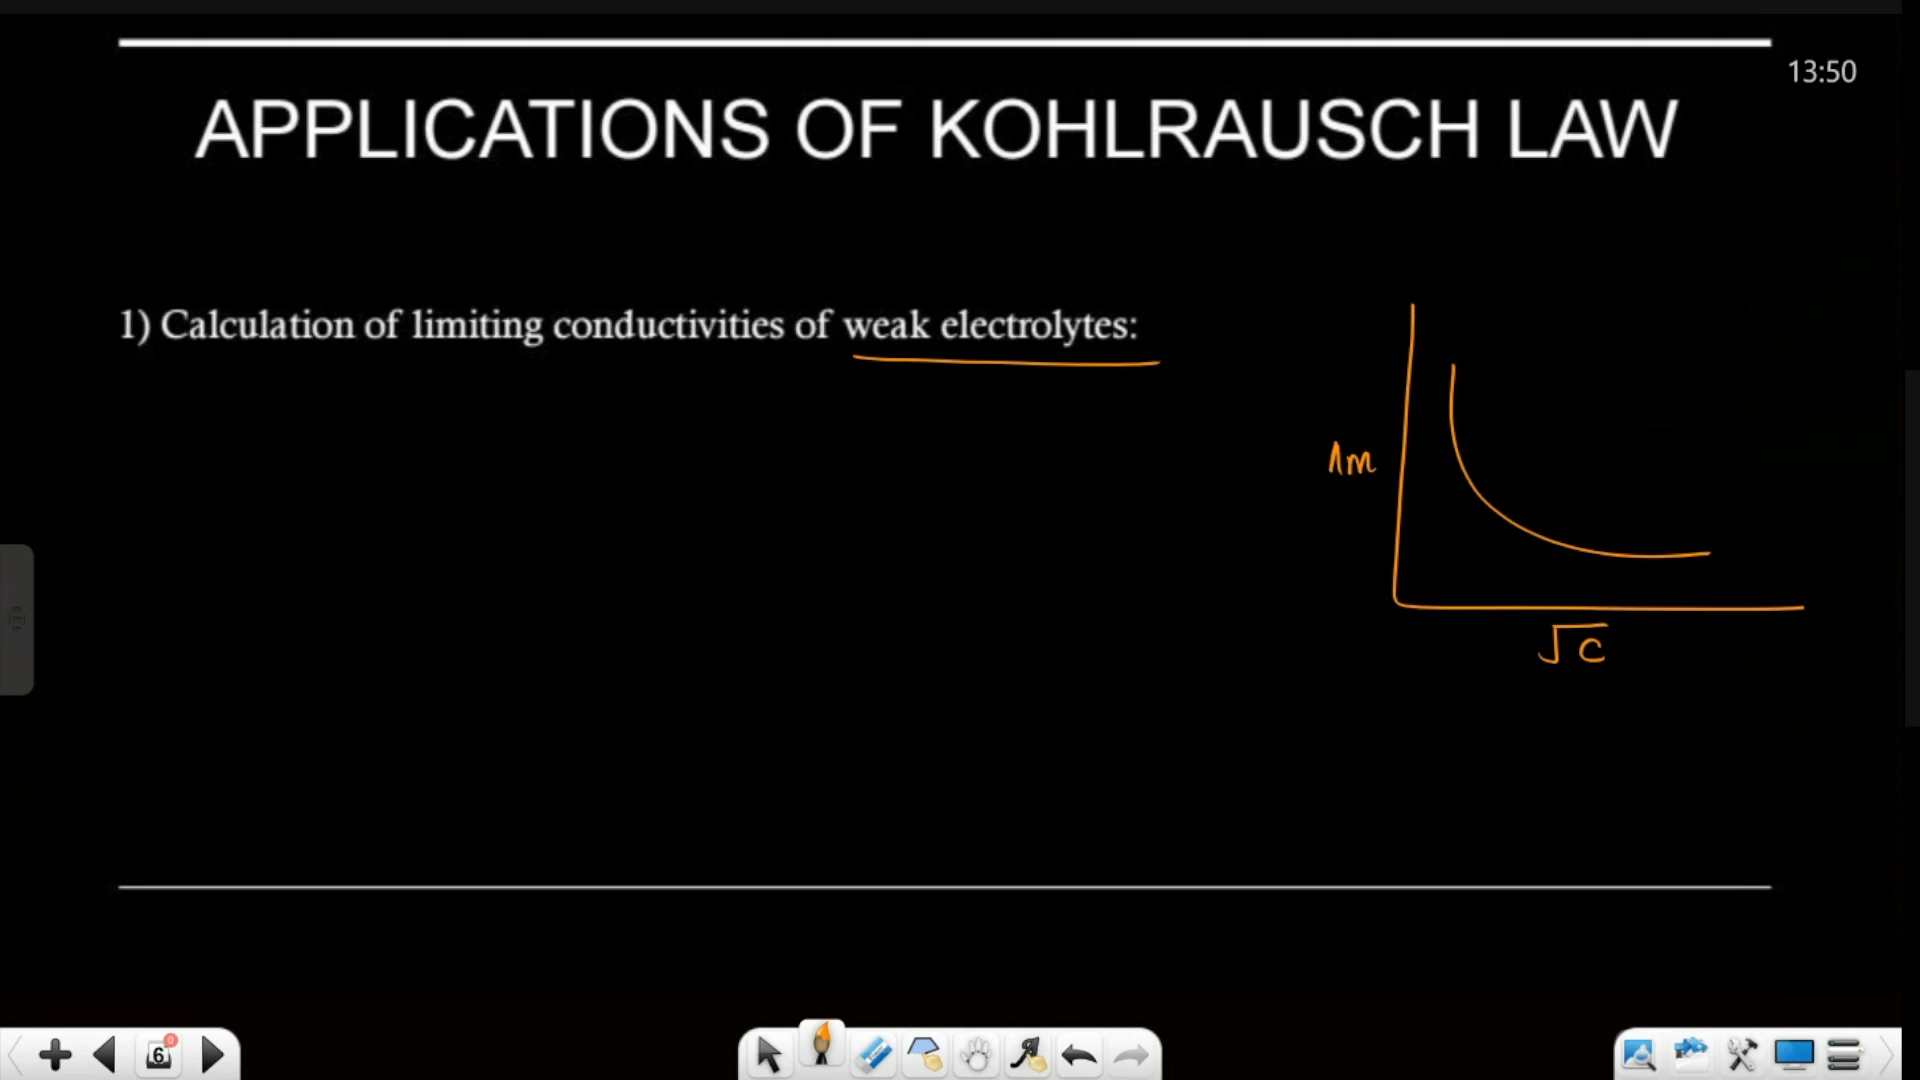 13:50
APPLICATIONS OF KOHLRAUSCH LAW
1) Calculation of limiting conductivities of weak electrolytes:
Λm
√c
6